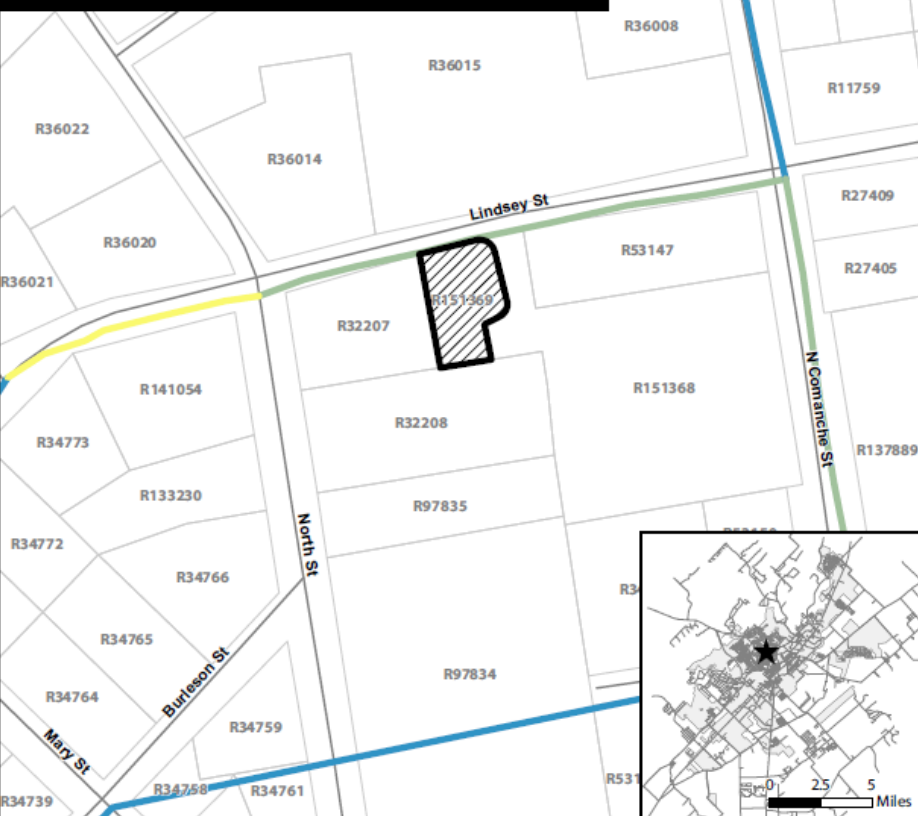 R36008
R36015
R11759
R36022
R36014
R27409
Lindsey St
R36020
R53147
R27405
R36021
R151369
R32207
R151368
R141054
R32208
N Comanche St
R34773
R137889
R133230
R97835
R34772
North St
R34766
R34765
R97834
Burleson St
R34764
R34759
Mary St
R34758
R34761
R34739
0 2.5 5
Miles